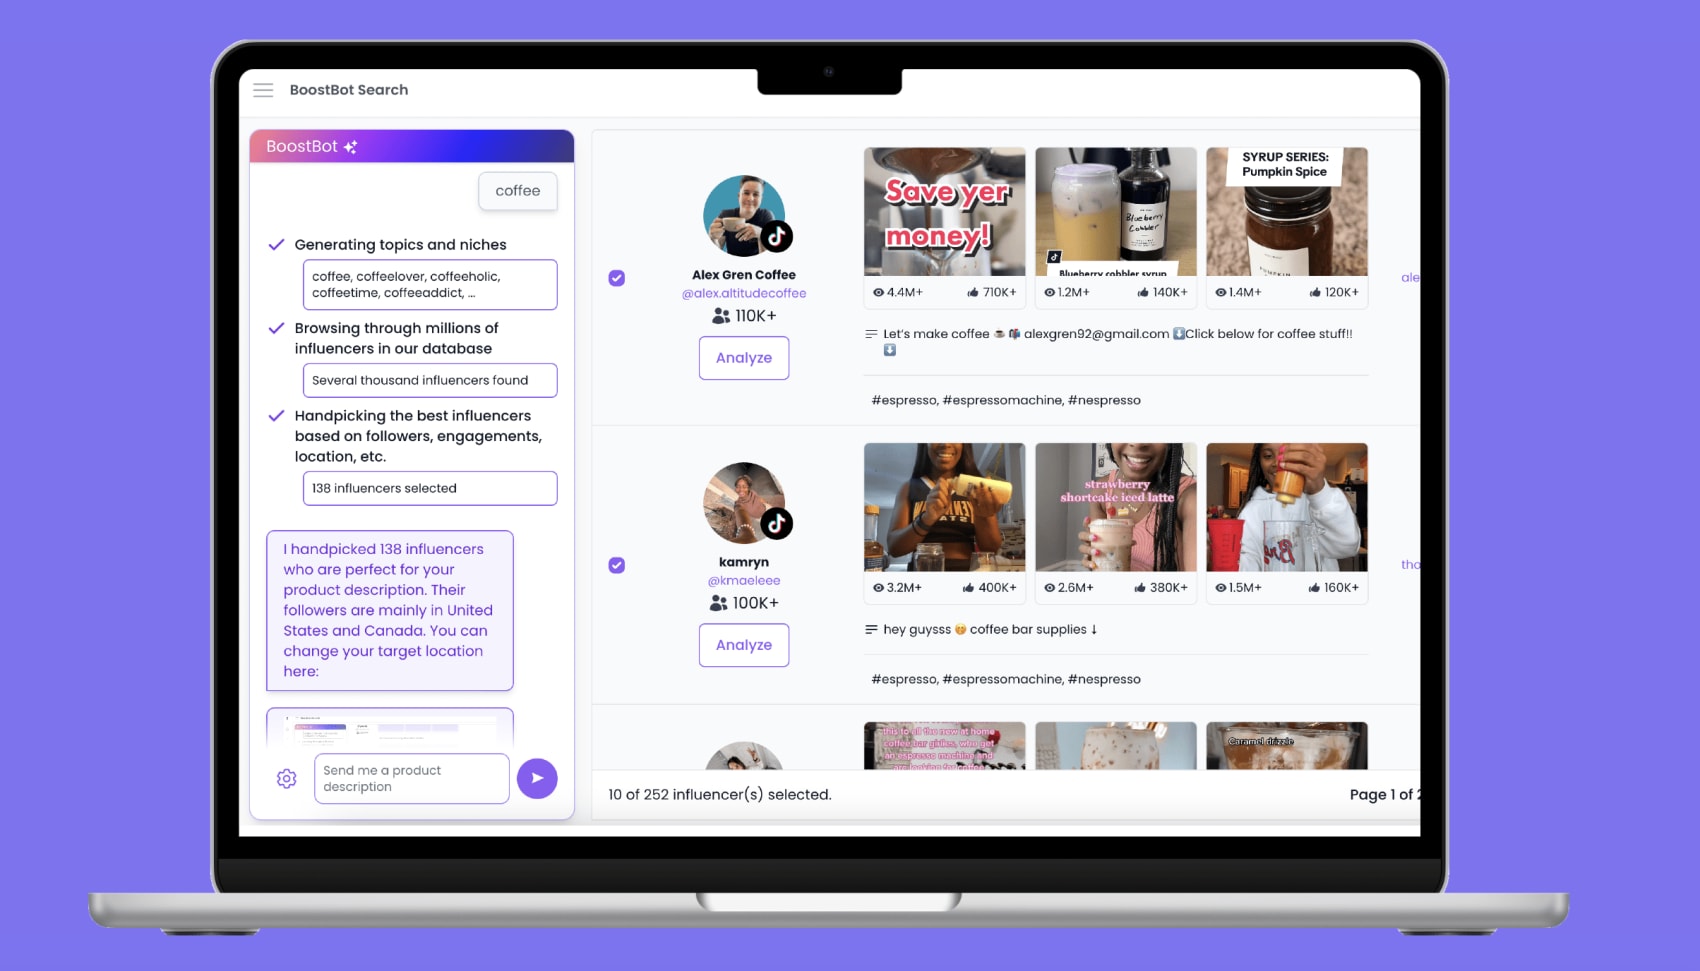 BoostBot Search
BoostBot
coffee
Generating topics and niches
coffee, coffeelover, coffeeholic,
coffeetime, coffeeaddict, ...
Browsing through millions of
influencers in our database
Several thousand influencers found
Handpicking the best influencers
based on followers, engagements,
location, etc.
138 influencers selected
I handpicked 138 influencers
who are perfect for your
product description. Their
followers are mainly in United
States and Canada. You can
change your target location
here:
Send me a product
description
Alex Gren Coffee
@alex.altitudecoffee
110K+
Analyze
Save yer
money!
4.4M+ 710K+
Blueberry
Cobbler
Blueberry cobbler syrup
1.2M+ 140K+
SYRUP SERIES:
Pumpkin Spice
1.4M+ 120K+
Let's make coffee ☕📬 alexgren92@gmail.com ⬇️Click below for coffee stuff!!
⬇️
#espresso, #espressomachine, #nespresso
ale
kamryn
@kmaeleee
100K+
Analyze
3.2M+ 400K+
strawberry
shortcake iced latte
2.6M+ 380K+
1.5M+ 160K+
hey guysss 🤭 coffee bar supplies ↓
#espresso, #espressomachine, #nespresso
tha
this to all the new at home
coffee bar girlies, who get
an espresso machine and
are looking for coffee
Caramel drizzle
10 of 252 influencer(s) selected.
Page 1 of 2